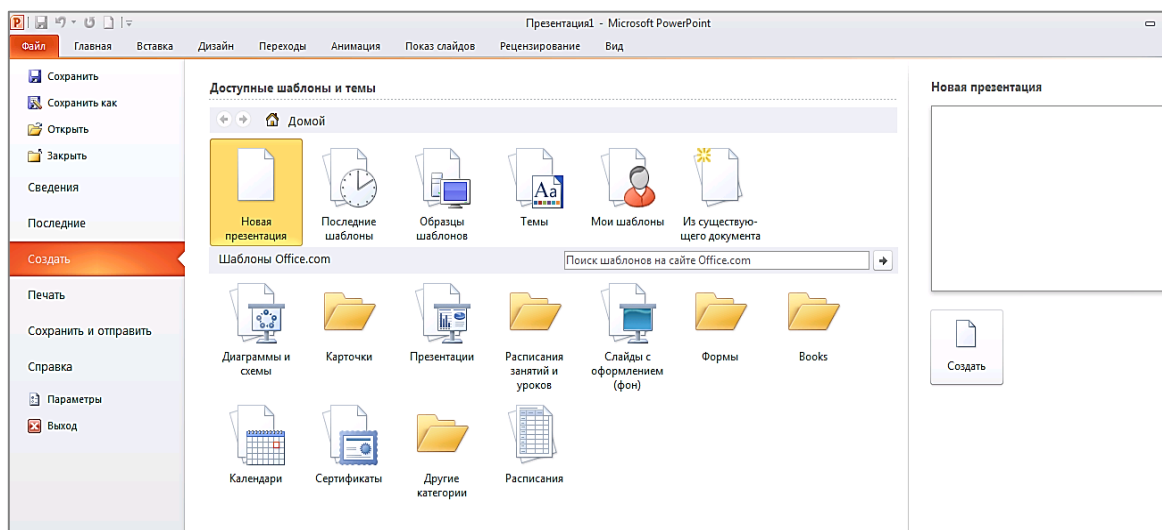 Презентация1 - Microsoft PowerPoint
Файл Главная Вставка Дизайн Переходы Анимация Показ слайдов Рецензирование Вид
Сохранить
Сохранить как
Открыть
Закрыть
Сведения
Последние
Создать
Печать
Сохранить и отправить
Справка
Параметры
Выход
Доступные шаблоны и темы
Домой
Новая
презентация
Последние
шаблоны
Образцы
шаблонов
Темы
Мои шаблоны
Из существую-
щего документа
Шаблоны Office.com
Поиск шаблонов на сайте Office.com
Диаграммы и
схемы
Карточки
Презентации
Расписания
занятий и
уроков
Слайды с
оформлением
(фон)
Формы
Books
Календари
Сертификаты
Другие
категории
Расписания
Новая презентация
Создать